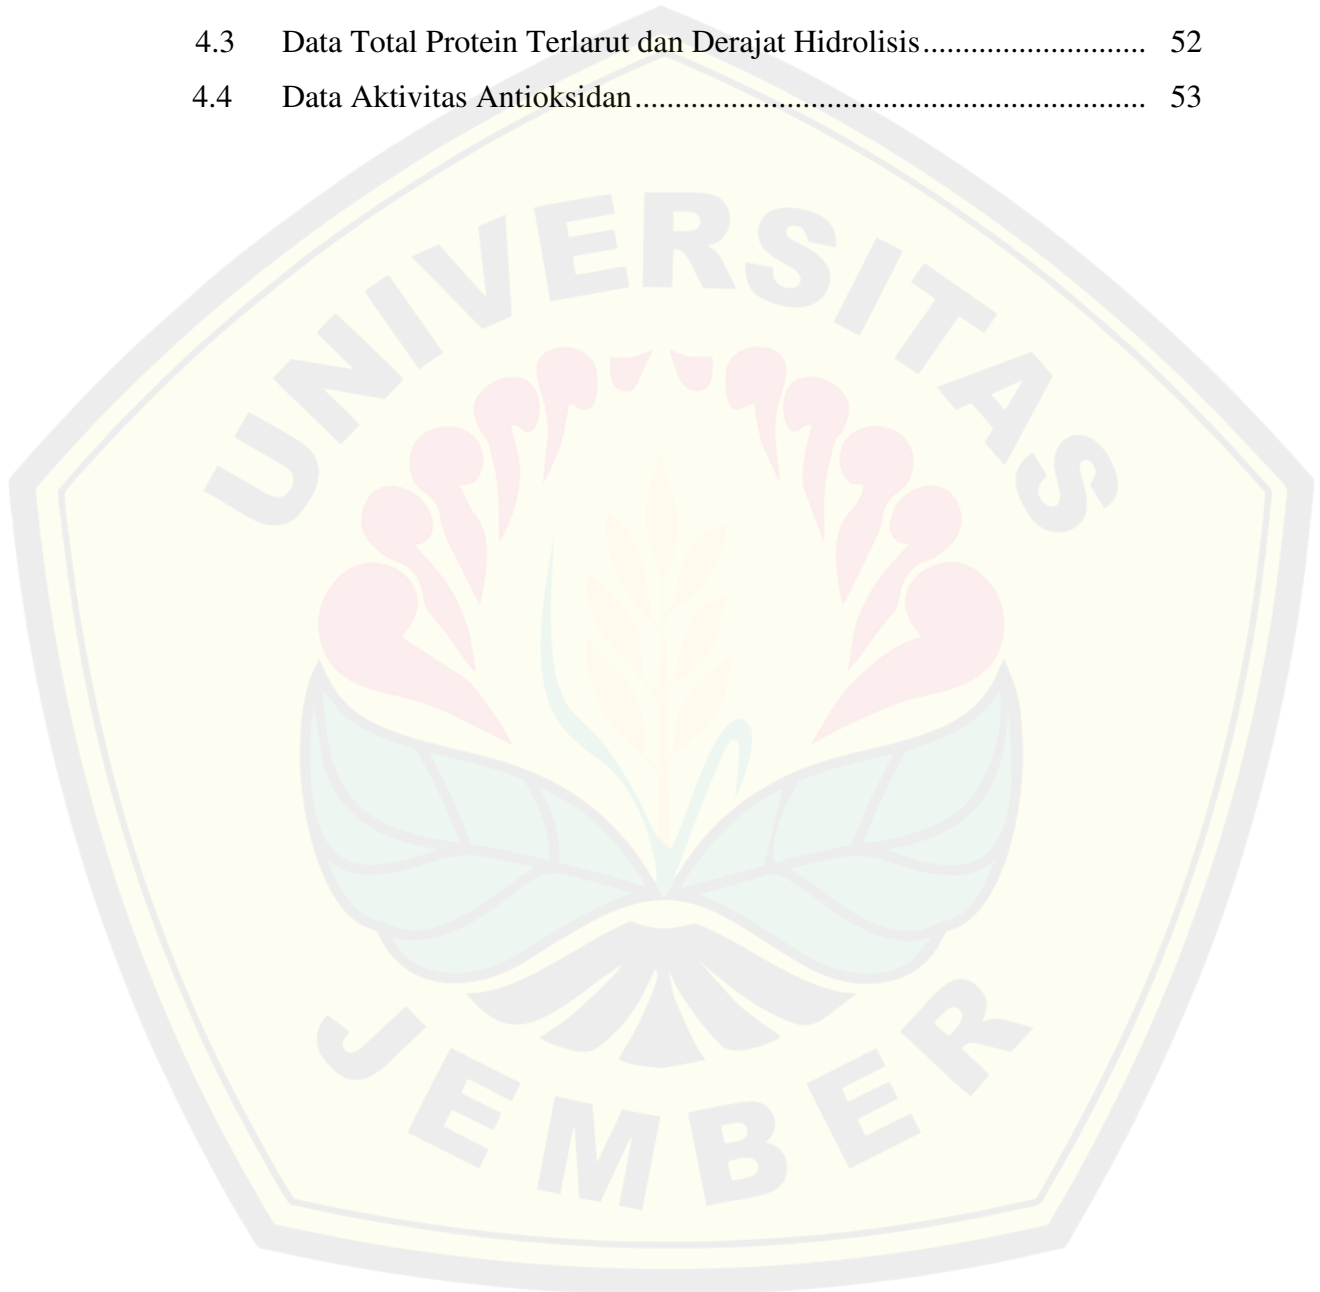 4.3 Data Total Protein Terlarut dan Derajat Hidrolisis............................ 52
4.4 Data Aktivitas Antioksidan................................................................ 53
UNIVERSITAS
JEMBER